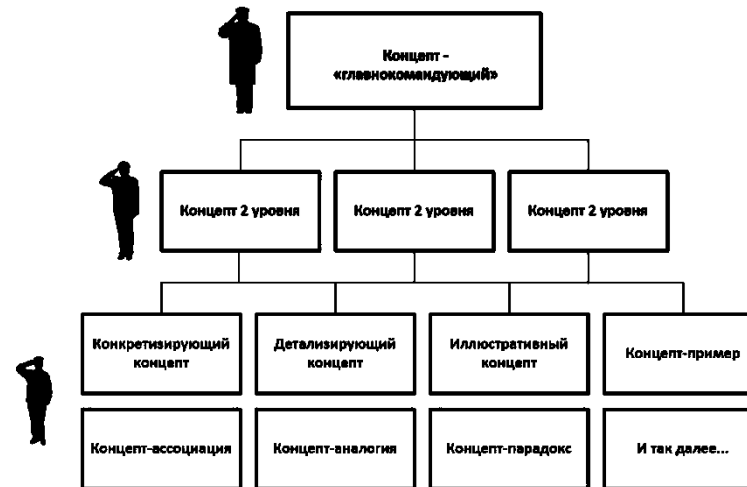 Концепт -
«главнокомандующий»
Концепт 2 уровня
Концепт 2 уровня
Концепт 2 уровня
Конкретизирующий
концепт
Детализирующий
концепт
Иллюстративный
концепт
Концепт-пример
Концепт-ассоциация
Концепт-аналогия
Концепт-парадокс
И так далее...